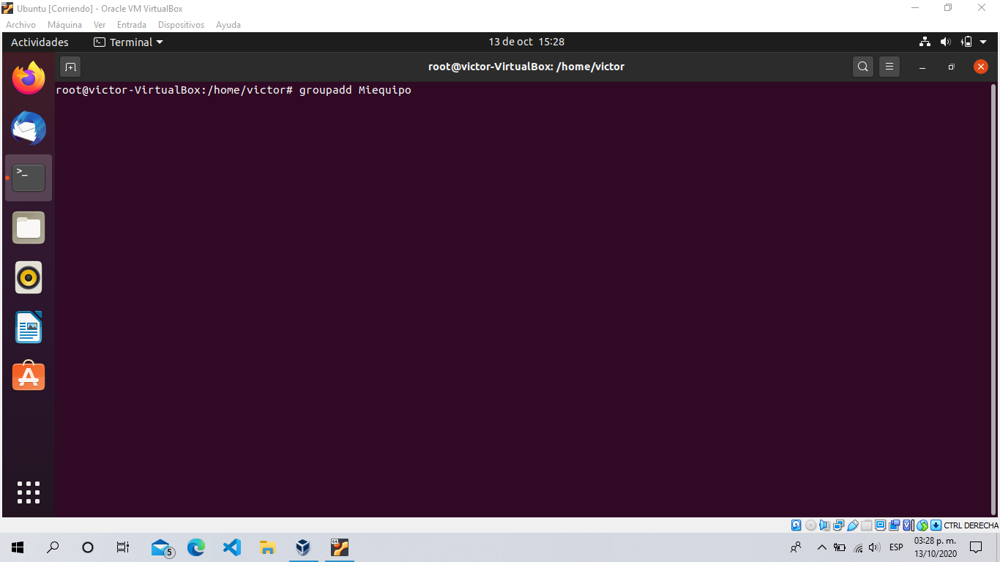 Ubuntu [Corriendo] - Oracle VM VirtualBox
Archivo Máquina Ver Entrada Dispositivos Ayuda
Actividades Terminal 13 de oct 15:28
root@victor-VirtualBox: /home/victor
root@victor-VirtualBox:/home/victor# groupadd Miequipo
>_
CTRL DERECHA
5
ESP
03:28 p. m.
13/10/2020